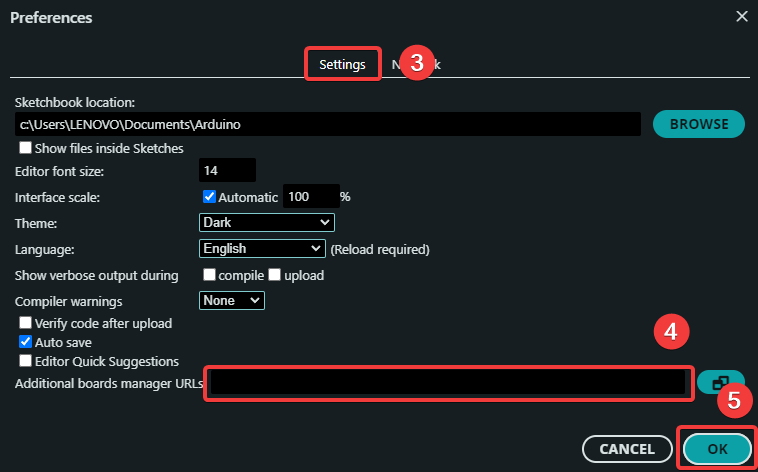 Preferences
Settings 3
Sketchbook location:
c:\Users\LENOVO\Documents\Arduino BROWSE
Show files inside Sketches
Editor font size: 14
Interface scale: Automatic 100 %
Theme: Dark
Language: English (Reload required)
Show verbose output during compile upload
Compiler warnings None
Verify code after upload
4
Auto save
Editor Quick Suggestions
Additional boards manager URLs
5
CANCEL OK